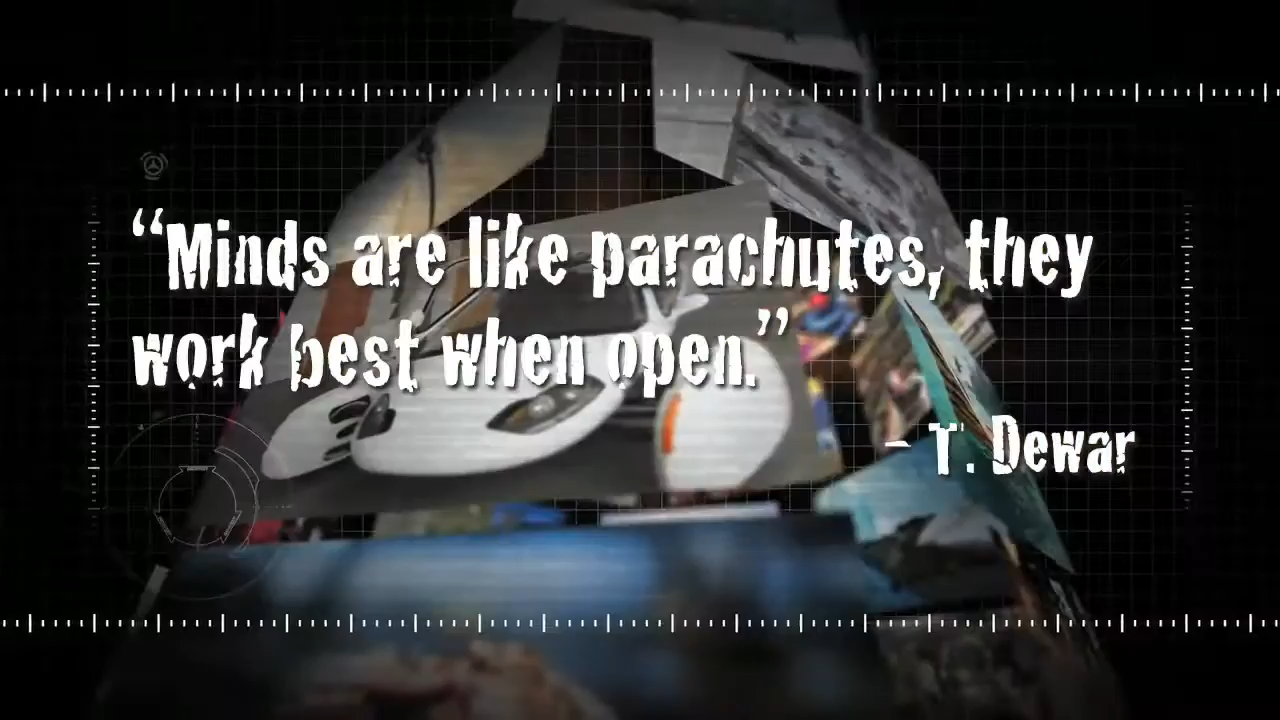 “Minds are like parachutes, they
work best when open.”
- T. Dewar